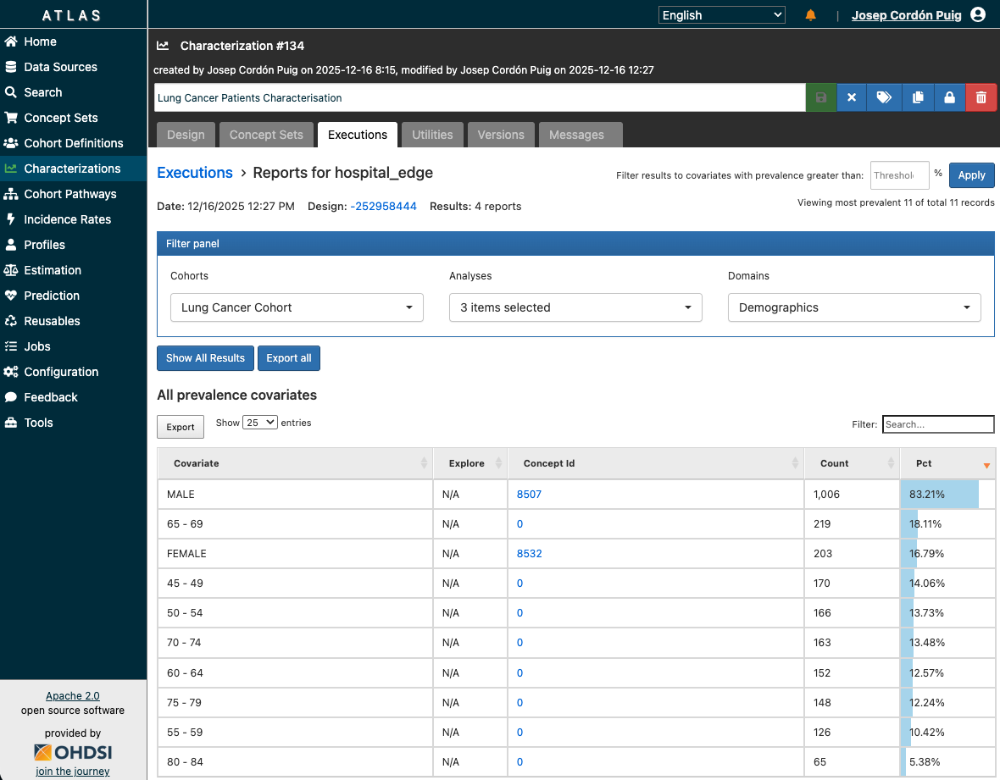 ATLAS
English
|
Josep Cordón Puig
Home
Data Sources
Search
Concept Sets
Cohort Definitions
Characterizations
Cohort Pathways
Incidence Rates
Profiles
Estimation
Prediction
Reusables
Jobs
Configuration
Feedback
Tools
Apache 2.0
open source software
provided by
OHDSI
join the journey
Characterization #134
created by Josep Cordón Puig on 2025-12-16 8:15, modified by Josep Cordón Puig on 2025-12-16 12:27
Lung Cancer Patients Characterisation
Design Concept Sets Executions Utilities Versions Messages
Executions › Reports for hospital_edge
Filter results to covariates with prevalence greater than: Threshol % Apply
Date: 12/16/2025 12:27 PM Design: -252958444 Results: 4 reports
Viewing most prevalent 11 of total 11 records
Filter panel
Cohorts Analyses Domains
Lung Cancer Cohort 3 items selected Demographics
Show All Results Export all
All prevalence covariates
Export Show 25 entries Filter: Search...
Covariate Explore Concept Id Count Pct
MALE N/A 8507 1,006 83.21%
65 - 69 N/A 0 219 18.11%
FEMALE N/A 8532 203 16.79%
45 - 49 N/A 0 170 14.06%
50 - 54 N/A 0 166 13.73%
70 - 74 N/A 0 163 13.48%
60 - 64 N/A 0 152 12.57%
75 - 79 N/A 0 148 12.24%
55 - 59 N/A 0 126 10.42%
80 - 84 N/A 0 65 5.38%